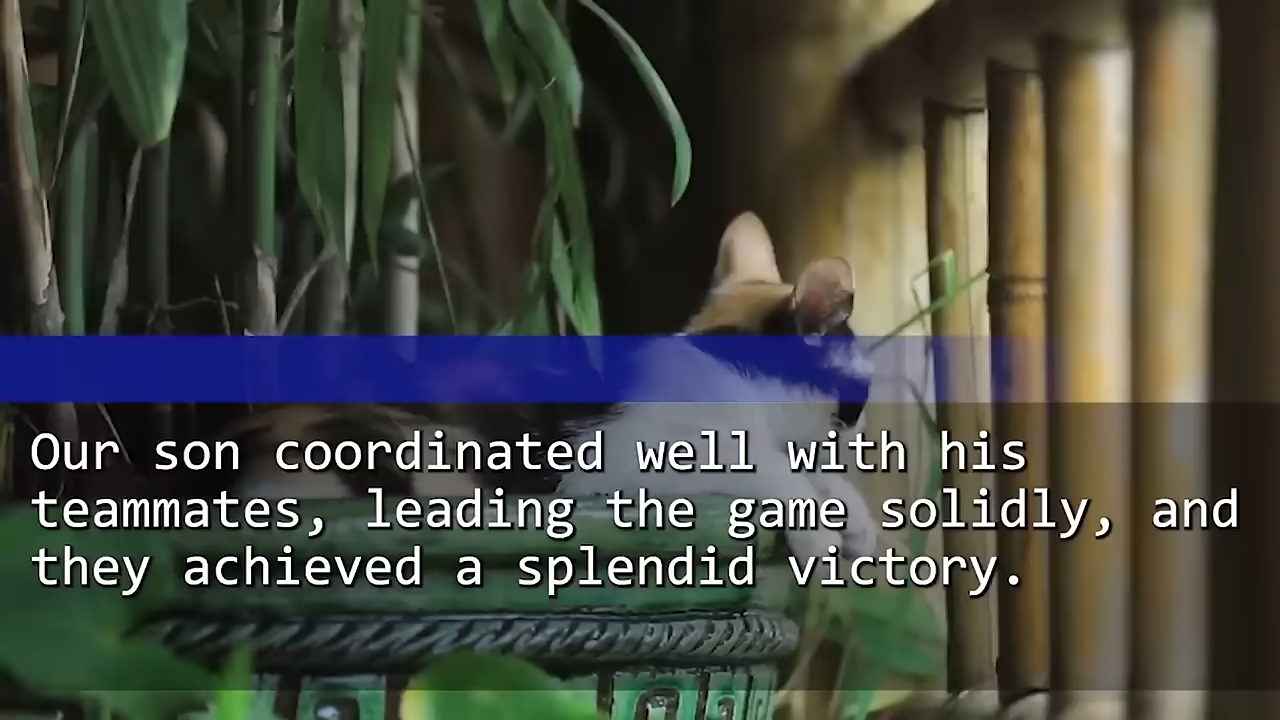 Our son coordinated well with his
teammates, leading the game solidly, and
they achieved a splendid victory.